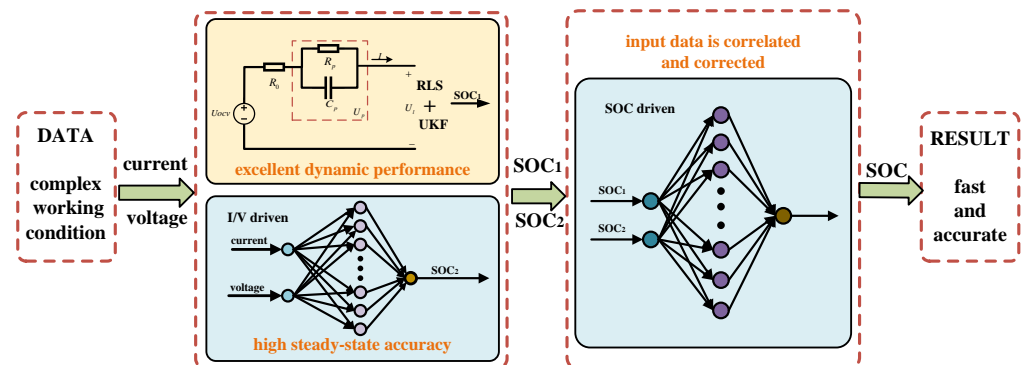 DATA
complex
working
condition
current
voltage
R₀
Rₚ
Cₚ
Uₚ
I
Uocv
+
−
+
Uₜ
−
RLS
+
UKF
SOC₁
excellent dynamic performance
I/V driven
current
voltage
SOC₂
high steady-state accuracy
SOC₁
SOC₂
input data is correlated
and corrected
SOC driven
SOC₁
SOC₂
SOC
RESULT
fast
and
accurate